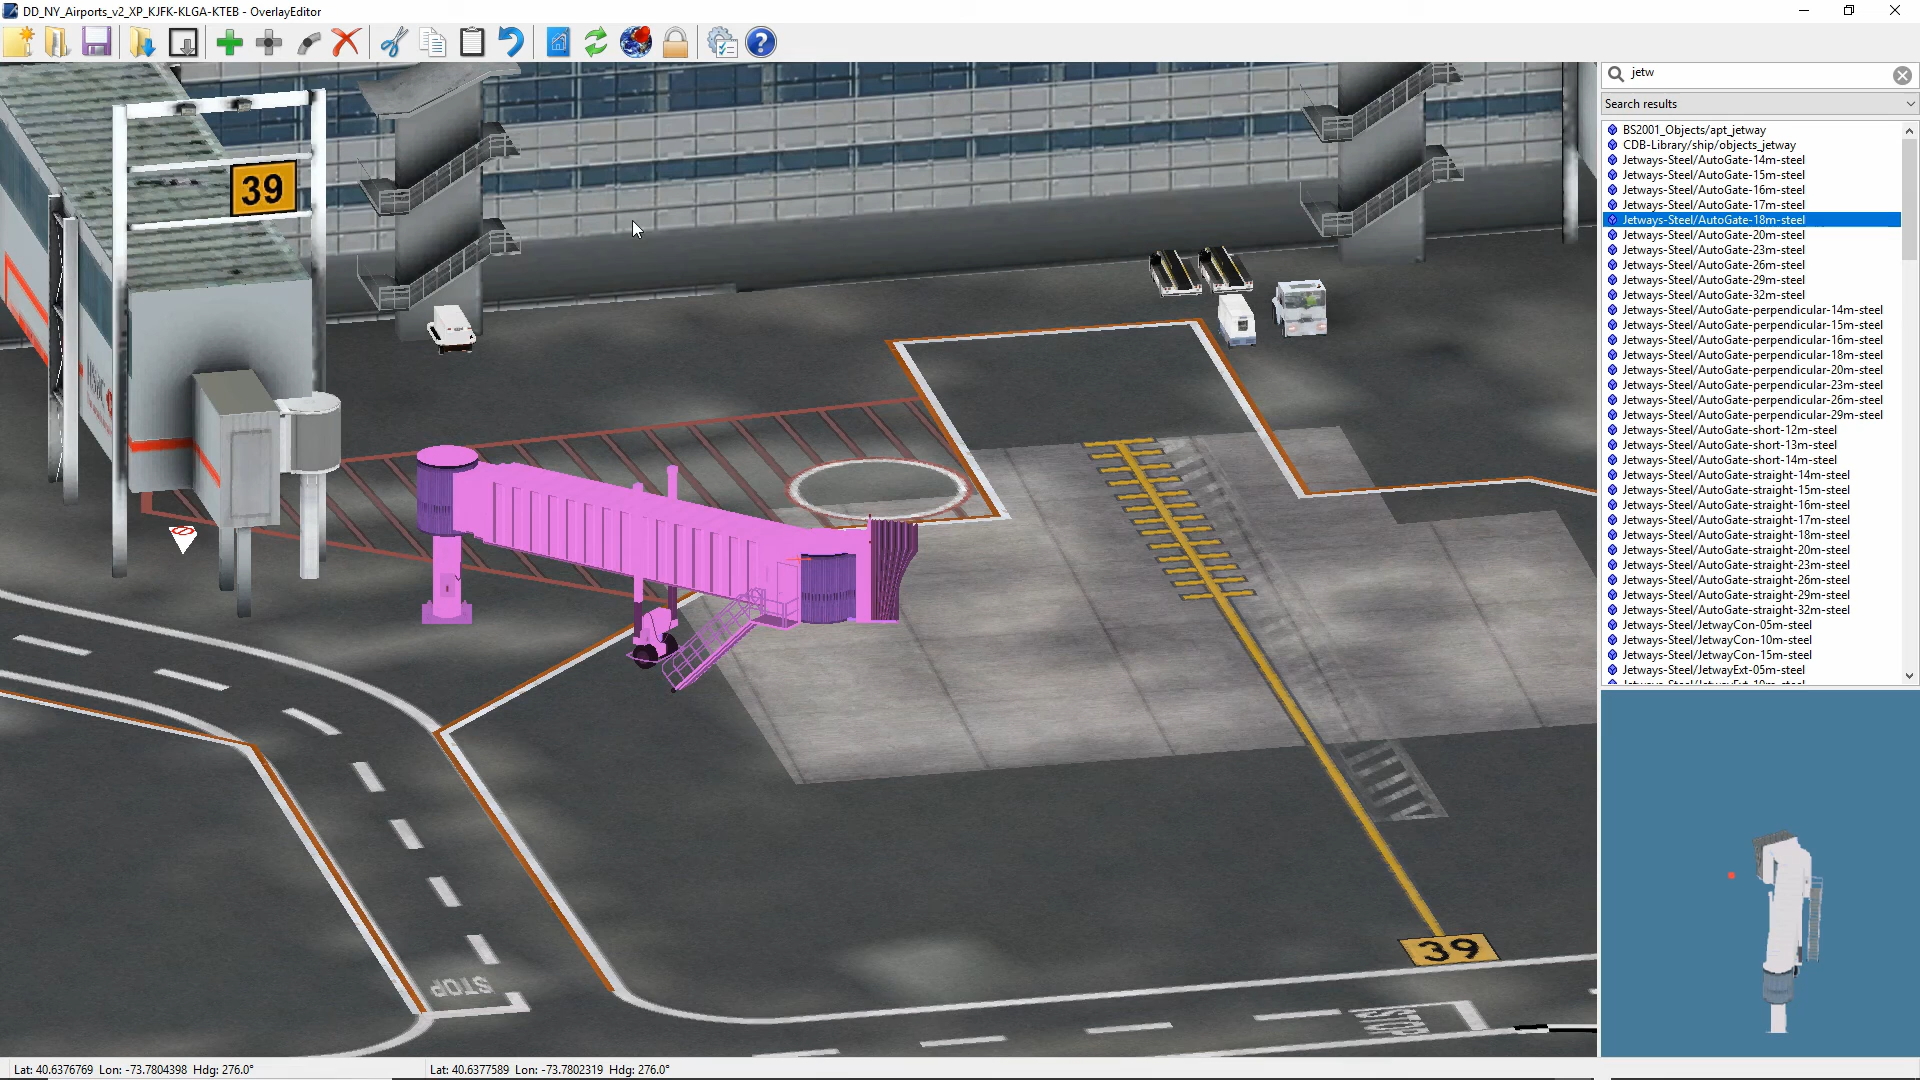 DD_NY_Airports_v2_XP_KJFK-KLGA-KTEB - OverlayEditor
jetw
Search results
BS2001_Objects/apt_jetway
CDB-Library/ship/objects_jetway
Jetways-Steel/AutoGate-14m-steel
Jetways-Steel/AutoGate-15m-steel
Jetways-Steel/AutoGate-16m-steel
Jetways-Steel/AutoGate-17m-steel
Jetways-Steel/AutoGate-18m-steel
Jetways-Steel/AutoGate-20m-steel
Jetways-Steel/AutoGate-23m-steel
Jetways-Steel/AutoGate-26m-steel
Jetways-Steel/AutoGate-29m-steel
Jetways-Steel/AutoGate-32m-steel
Jetways-Steel/AutoGate-perpendicular-14m-steel
Jetways-Steel/AutoGate-perpendicular-15m-steel
Jetways-Steel/AutoGate-perpendicular-16m-steel
Jetways-Steel/AutoGate-perpendicular-18m-steel
Jetways-Steel/AutoGate-perpendicular-20m-steel
Jetways-Steel/AutoGate-perpendicular-23m-steel
Jetways-Steel/AutoGate-perpendicular-26m-steel
Jetways-Steel/AutoGate-perpendicular-29m-steel
Jetways-Steel/AutoGate-short-12m-steel
Jetways-Steel/AutoGate-short-13m-steel
Jetways-Steel/AutoGate-short-14m-steel
Jetways-Steel/AutoGate-straight-14m-steel
Jetways-Steel/AutoGate-straight-15m-steel
Jetways-Steel/AutoGate-straight-16m-steel
Jetways-Steel/AutoGate-straight-17m-steel
Jetways-Steel/AutoGate-straight-18m-steel
Jetways-Steel/AutoGate-straight-20m-steel
Jetways-Steel/AutoGate-straight-23m-steel
Jetways-Steel/AutoGate-straight-26m-steel
Jetways-Steel/AutoGate-straight-29m-steel
Jetways-Steel/AutoGate-straight-32m-steel
Jetways-Steel/JetwayCon-05m-steel
Jetways-Steel/JetwayCon-10m-steel
Jetways-Steel/JetwayCon-15m-steel
Jetways-Steel/JetwayExt-05m-steel
39
39
STOP
STOP
Lat: 40.6376769 Lon: -73.7804398 Hdg: 276.0°
Lat: 40.6377589 Lon: -73.7802319 Hdg: 276.0°